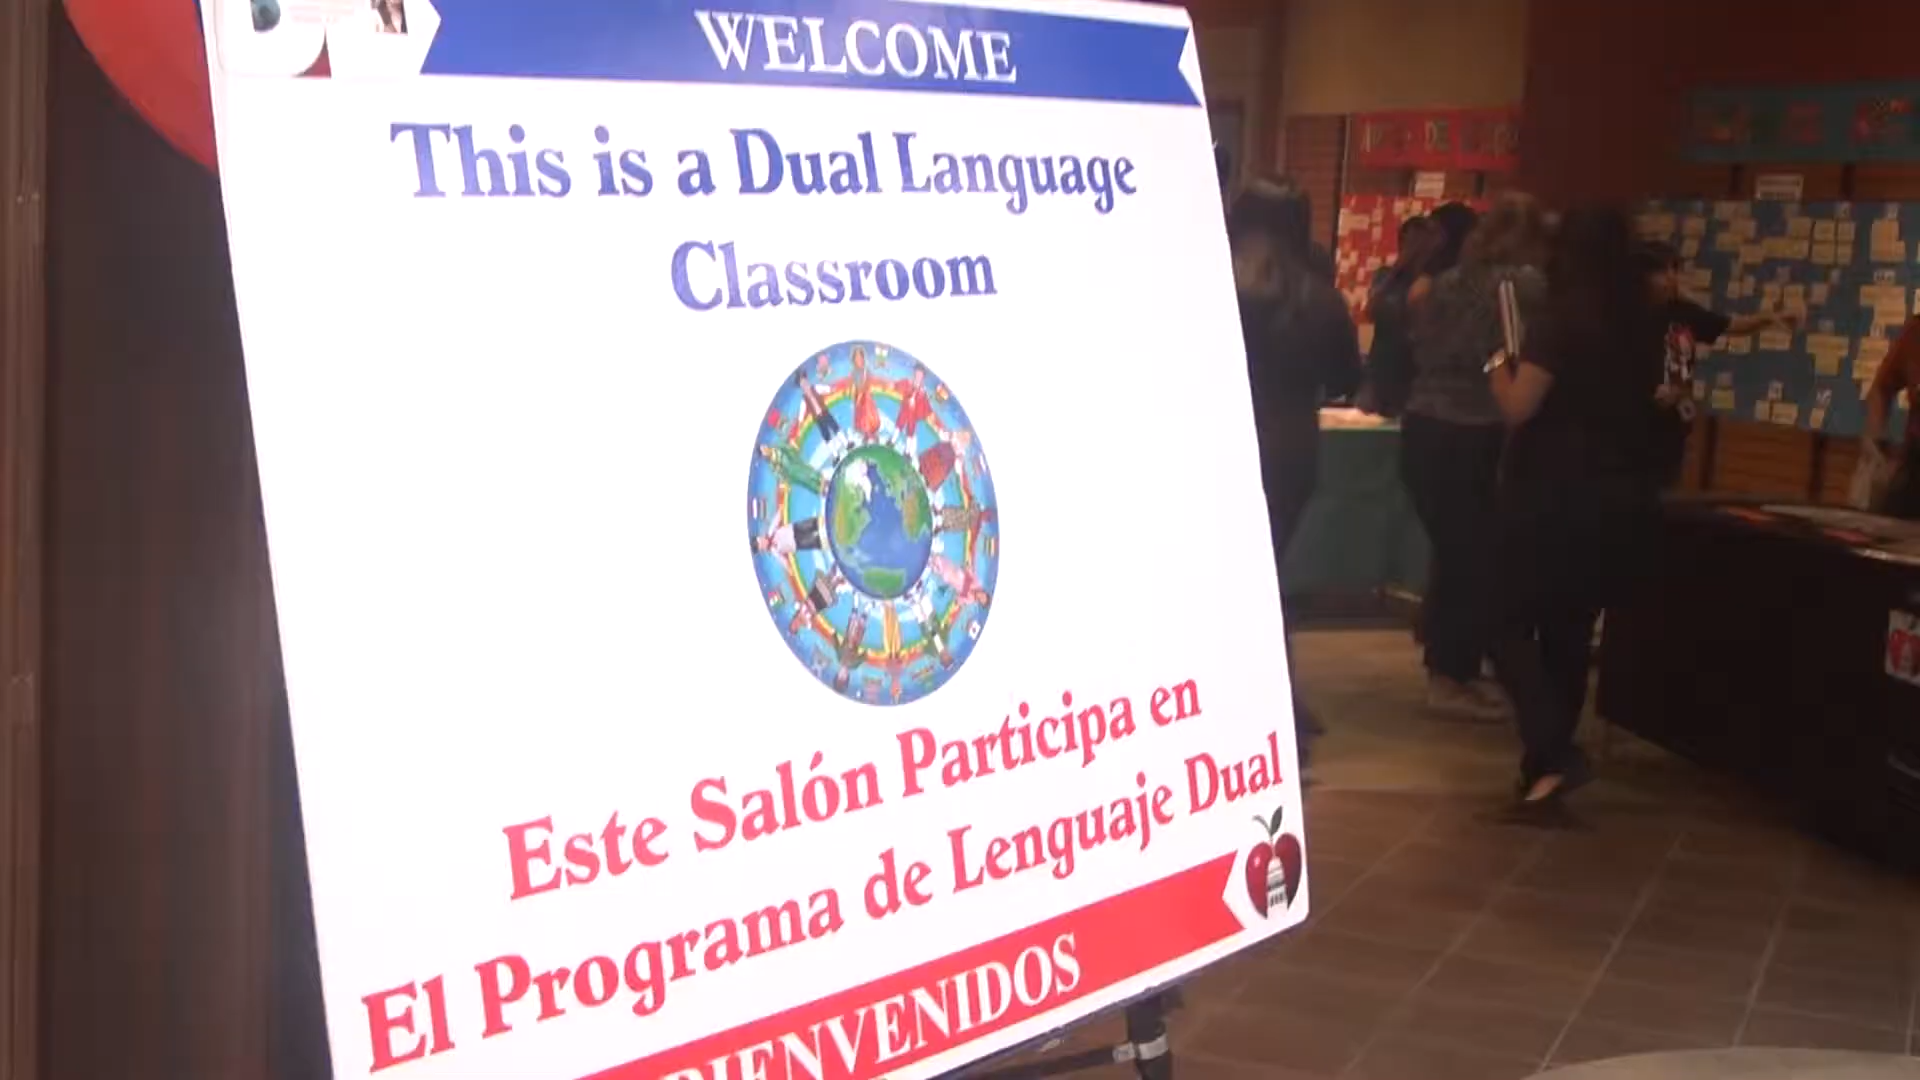 WELCOME
This is a Dual Language
Classroom
Este Salón Participa en
El Programa de Lenguaje Dual
BIENVENIDOS